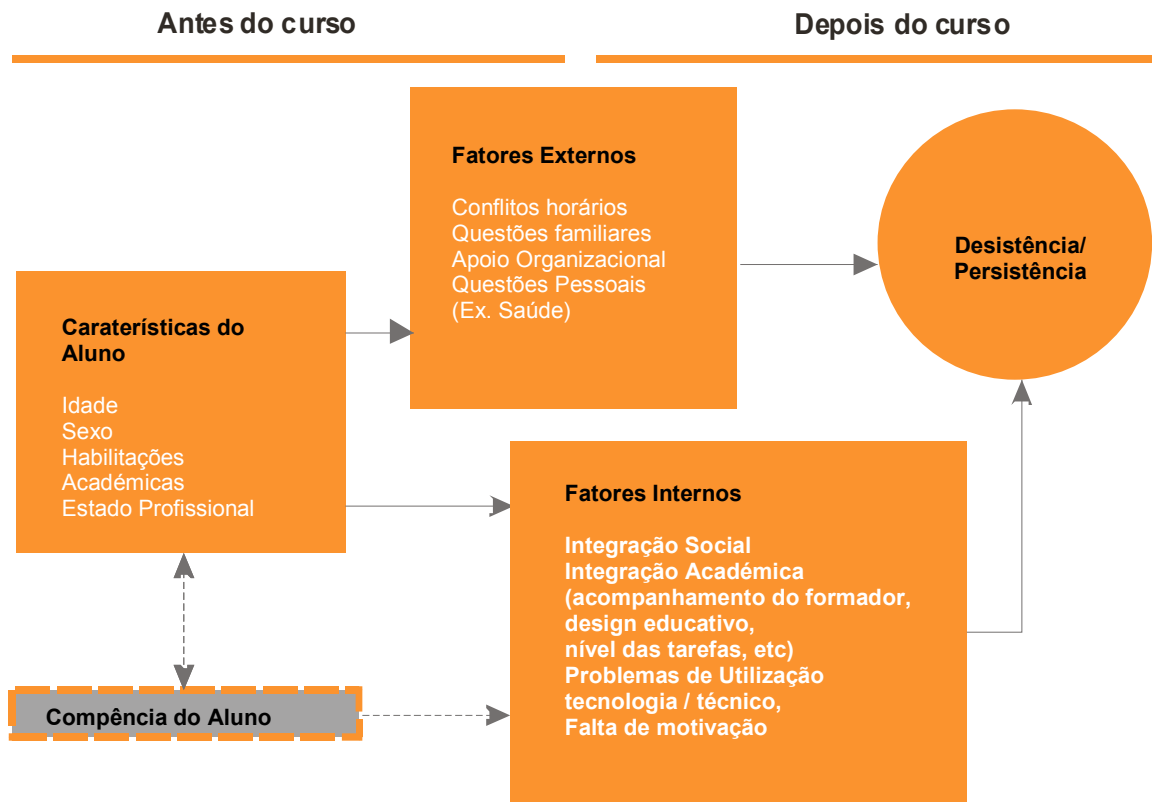 Antes do curso
Depois do curso
Fatores Externos
Conflitos horários
Questões familiares
Apoio Organizacional
Questões Pessoais
(Ex. Saúde)
Desistência/
Persistência
Caraterísticas do
Aluno
Idade
Sexo
Habilitações
Académicas
Estado Profissional
Fatores Internos
Integração Social
Integração Académica
(acompanhamento do formador,
design educativo,
nível das tarefas, etc)
Problemas de Utilização
tecnologia / técnico,
Falta de motivação
Compência do Aluno